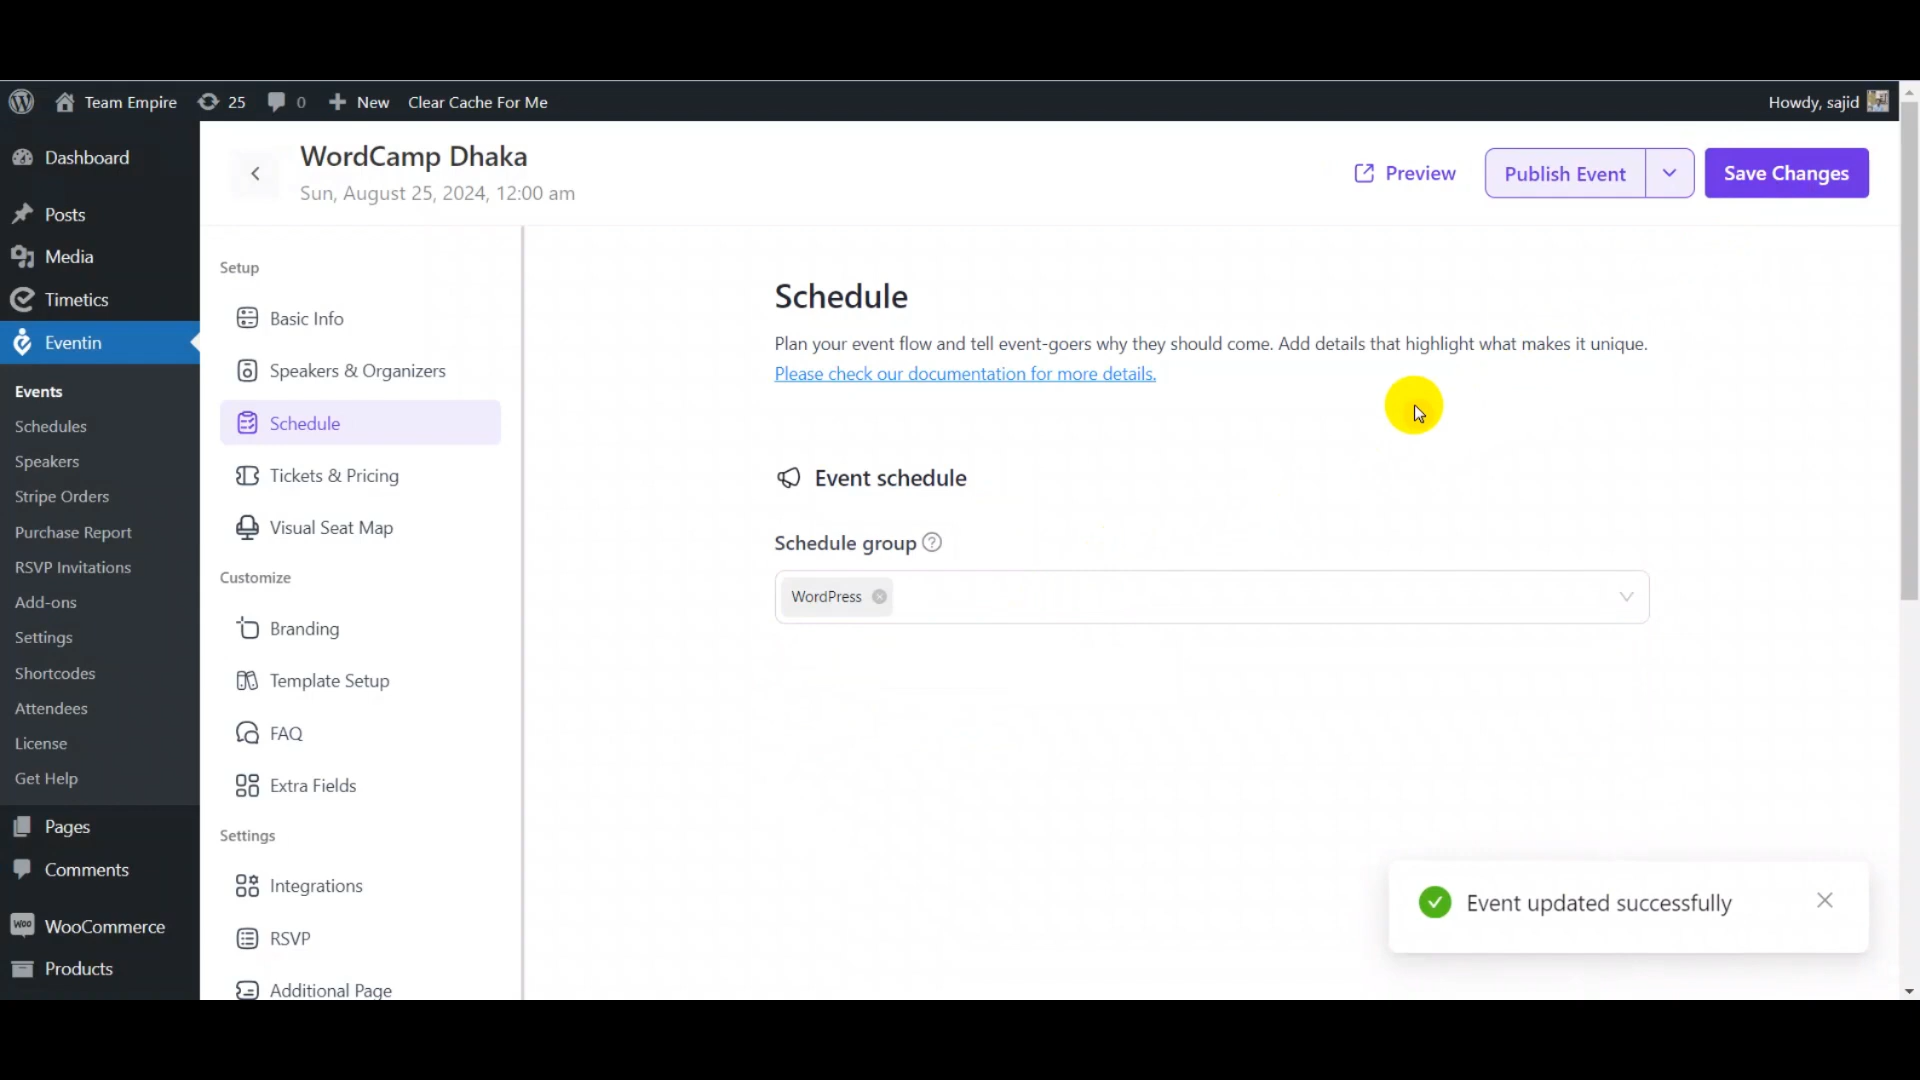 Team Empire 25 0 New Clear Cache For Me Howdy, sajid
Dashboard
Posts
Media
Timetics
Eventin
Events
Schedules
Speakers
Stripe Orders
Purchase Report
RSVP Invitations
Add-ons
Settings
Shortcodes
Attendees
License
Get Help
Pages
Comments
Woo WooCommerce
Products
WordCamp Dhaka
Sun, August 25, 2024, 12:00 am
Preview Publish Event Save Changes
Setup
Basic Info
Speakers & Organizers
Schedule
Tickets & Pricing
Visual Seat Map
Customize
Branding
Template Setup
FAQ
Extra Fields
Settings
Integrations
RSVP
Additional Page
Schedule
Plan your event flow and tell event-goers why they should come. Add details that highlight what makes it unique.
Please check our documentation for more details.
Event schedule
Schedule group ?
WordPress
Event updated successfully